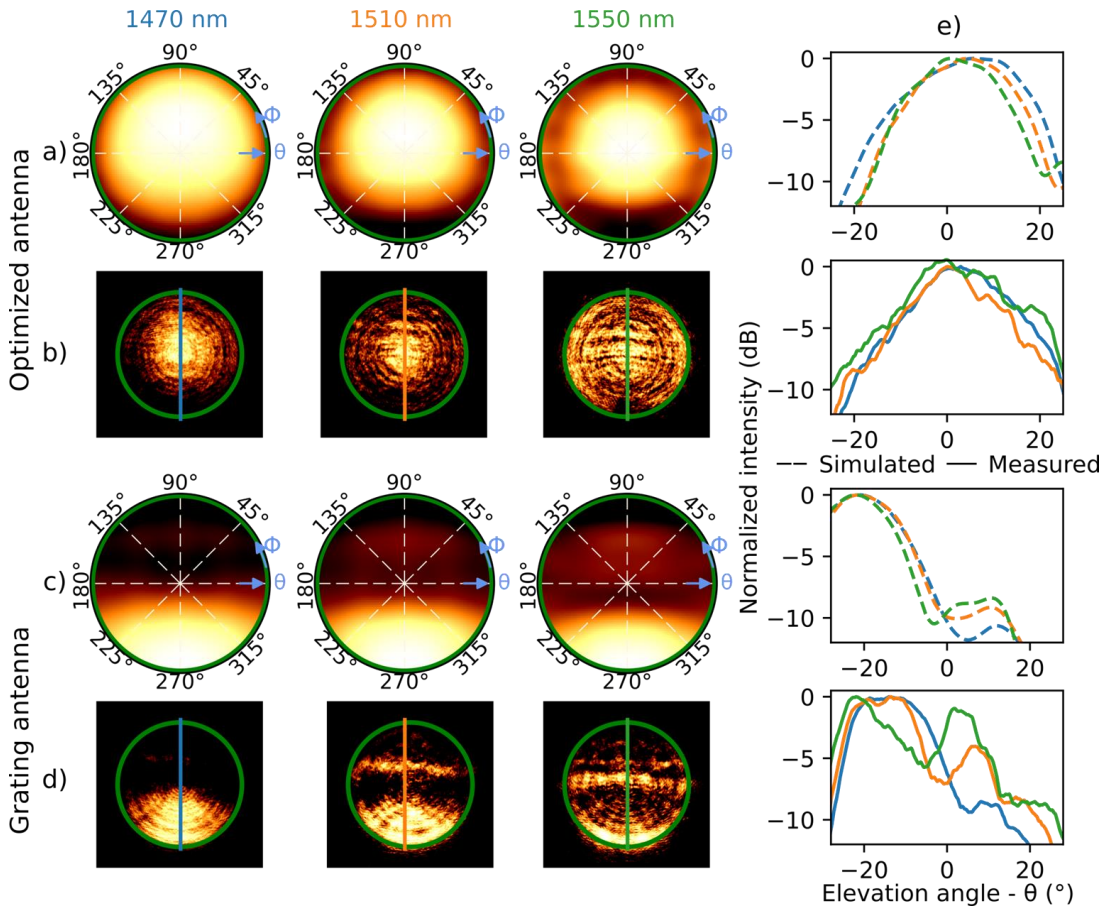 1470 nm 1510 nm 1550 nm e)
Optimized antenna
a)
90° 45° Φ θ 315° 270° 225° 180° 135°
90° 45° Φ θ 315° 270° 225° 180° 135°
90° 45° Φ θ 315° 270° 225° 180° 135°
0
−5
−10
−20 0 20
b)
0
−5
−10
−20 0 20
Normalized intensity (dB)
Simulated Measured
Grating antenna
c)
90° 45° Φ θ 315° 270° 225° 180° 135°
90° 45° Φ θ 315° 270° 225° 180° 135°
90° 45° Φ θ 315° 270° 225° 180° 135°
0
−5
−10
−20 0 20
d)
0
−5
−10
−20 0 20
Elevation angle - θ (°)